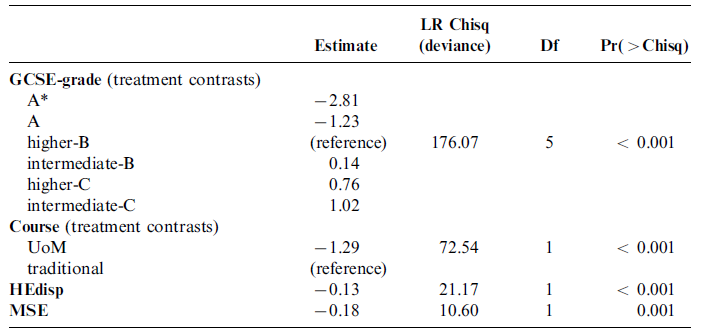 LR Chisq
Estimate (deviance) Df Pr(>Chisq)
GCSE-grade (treatment contrasts)
A* −2.81
A −1.23
higher-B (reference) 176.07 5 < 0.001
intermediate-B 0.14
higher-C 0.76
intermediate-C 1.02
Course (treatment contrasts)
UoM −1.29 72.54 1 < 0.001
traditional (reference)
HEdisp −0.13 21.17 1 < 0.001
MSE −0.18 10.60 1 0.001